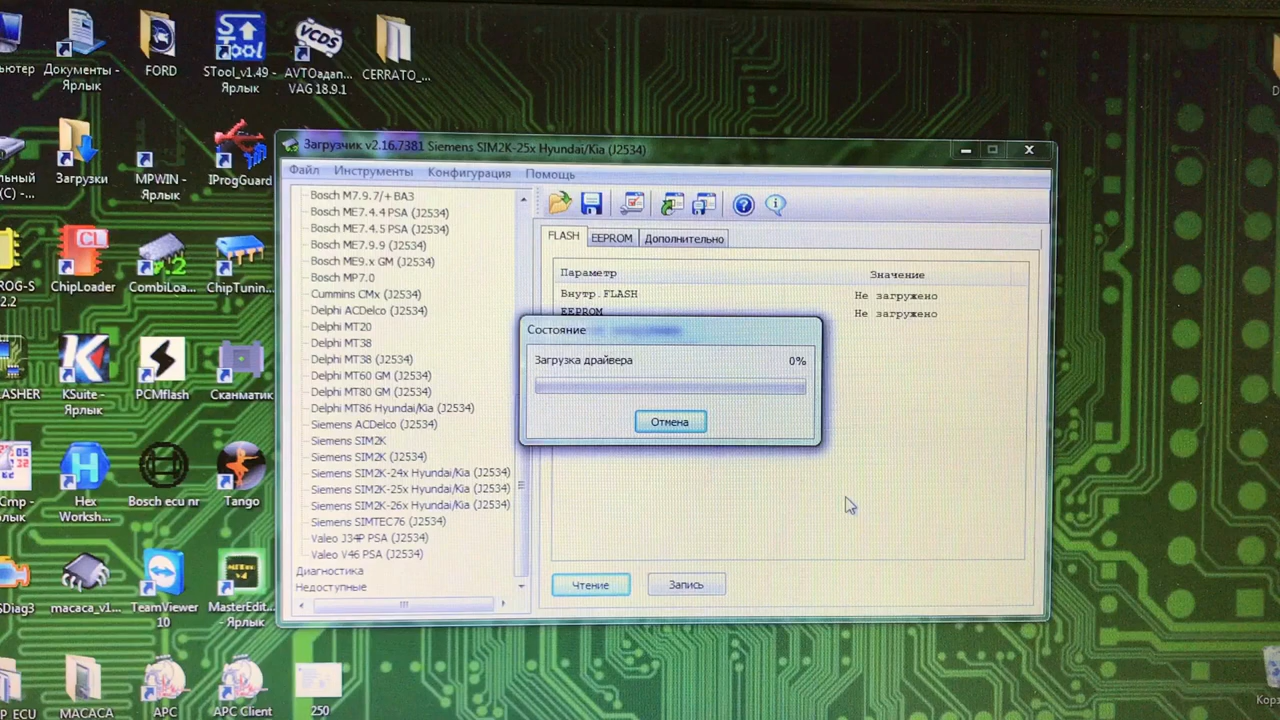 Документы - Ярлык
FORD
STool_v1.49 - Ярлык
VCDS
AVTOадап... VAG 18.9.1
CERRATO_...
Загрузки
MPWIN - Ярлык
IProgGuard
CL
ChipLoader
CombiLoa...
ChipTunin...
KSuite - Ярлык
PCMflash
Сканматик
Hex Worksh...
Bosch ecu nr
Tango
macaca_v1...
TeamViewer 10
MasterEdit... - Ярлык
MACACA
APC
APC Client
250
Загрузчик v2.16.7381 Siemens SIM2K-25x Hyundai/Kia (J2534)
Файл Инструменты Конфигурация Помощь
Bosch M7.9.7/+ ВАЗ
Bosch ME7.4.4 PSA (J2534)
Bosch ME7.4.5 PSA (J2534)
Bosch ME7.9.9 (J2534)
Bosch ME9.x GM (J2534)
Bosch MP7.0
Cummins CMx (J2534)
Delphi ACDelco (J2534)
Delphi MT20
Delphi MT38
Delphi MT38 (J2534)
Delphi MT60 GM (J2534)
Delphi MT80 GM (J2534)
Delphi MT86 Hyundai/Kia (J2534)
Siemens ACDelco (J2534)
Siemens SIM2K
Siemens SIM2K (J2534)
Siemens SIM2K-24x Hyundai/Kia (J2534)
Siemens SIM2K-25x Hyundai/Kia (J2534)
Siemens SIM2K-26x Hyundai/Kia (J2534)
Siemens SIMTEC76 (J2534)
Valeo J34P PSA (J2534)
Valeo V46 PSA (J2534)
Диагностика
Недоступные
FLASH EEPROM Дополнительно
Параметр Значение
Внутр.FLASH Не загружено
EEPROM Не загружено
Состояние
Загрузка драйвера 0%
Отмена
Чтение Запись